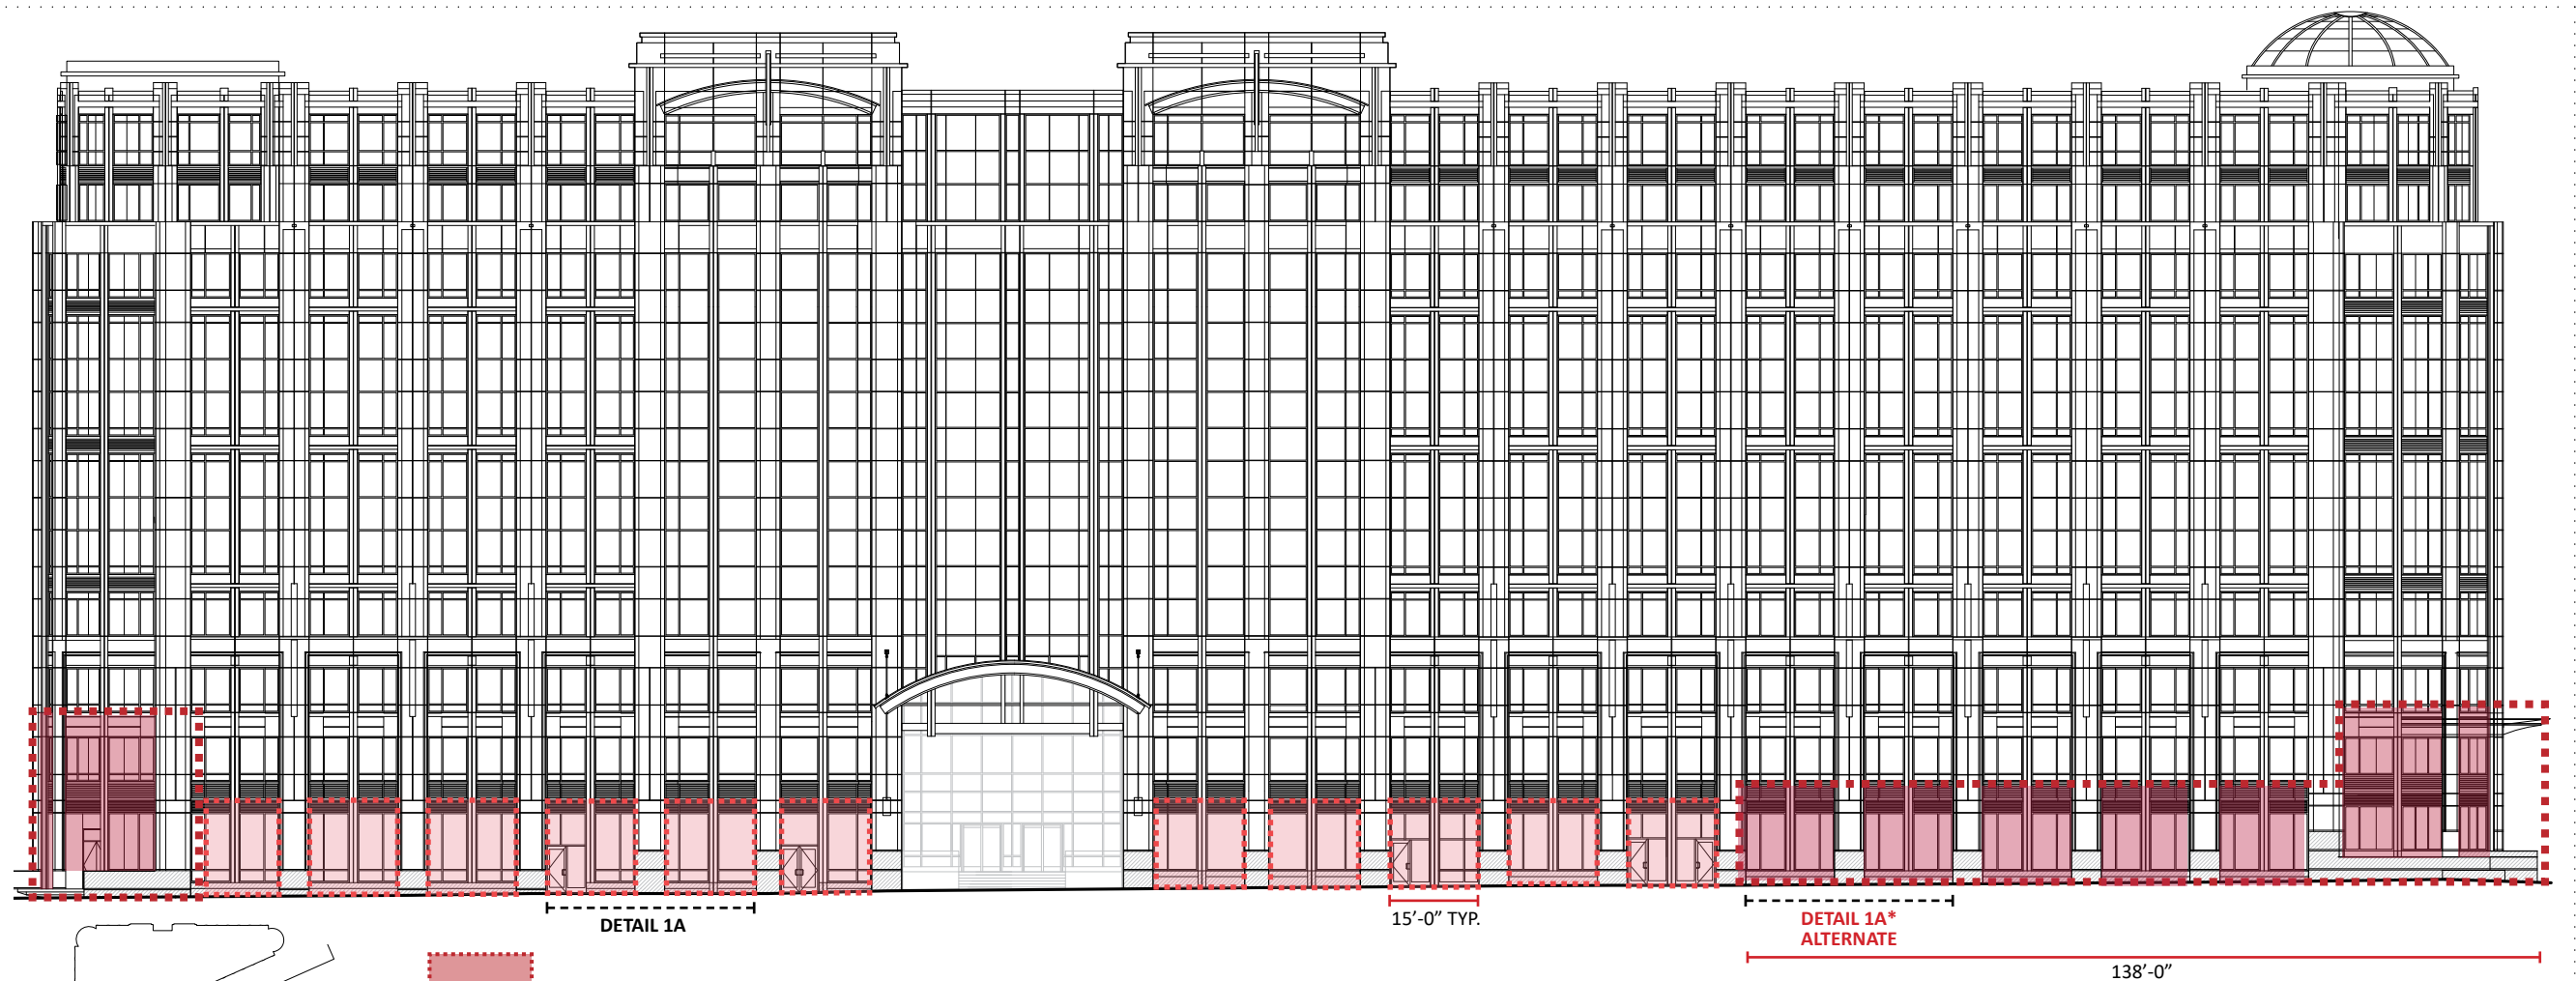 DETAIL 1A
15’-0” TYP.
DETAIL 1A*
ALTERNATE
138’-0”